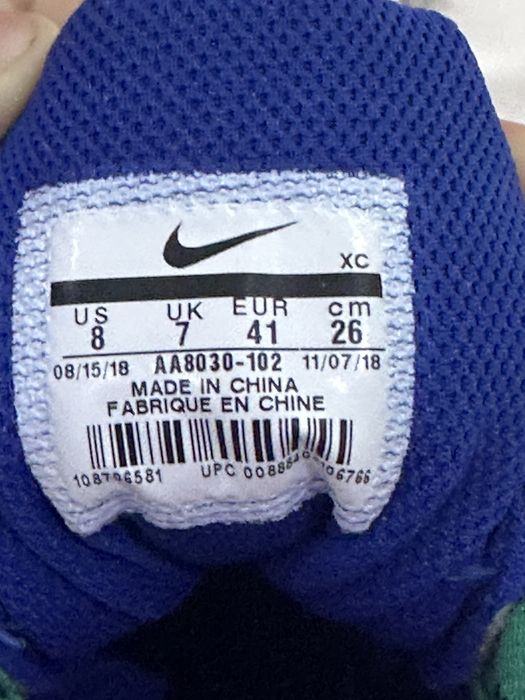 XC
US UK EUR cm
8 7 41 26
08/15/18 AA8030-102 11/07/18
MADE IN CHINA
FABRIQUE EN CHINE
UPC